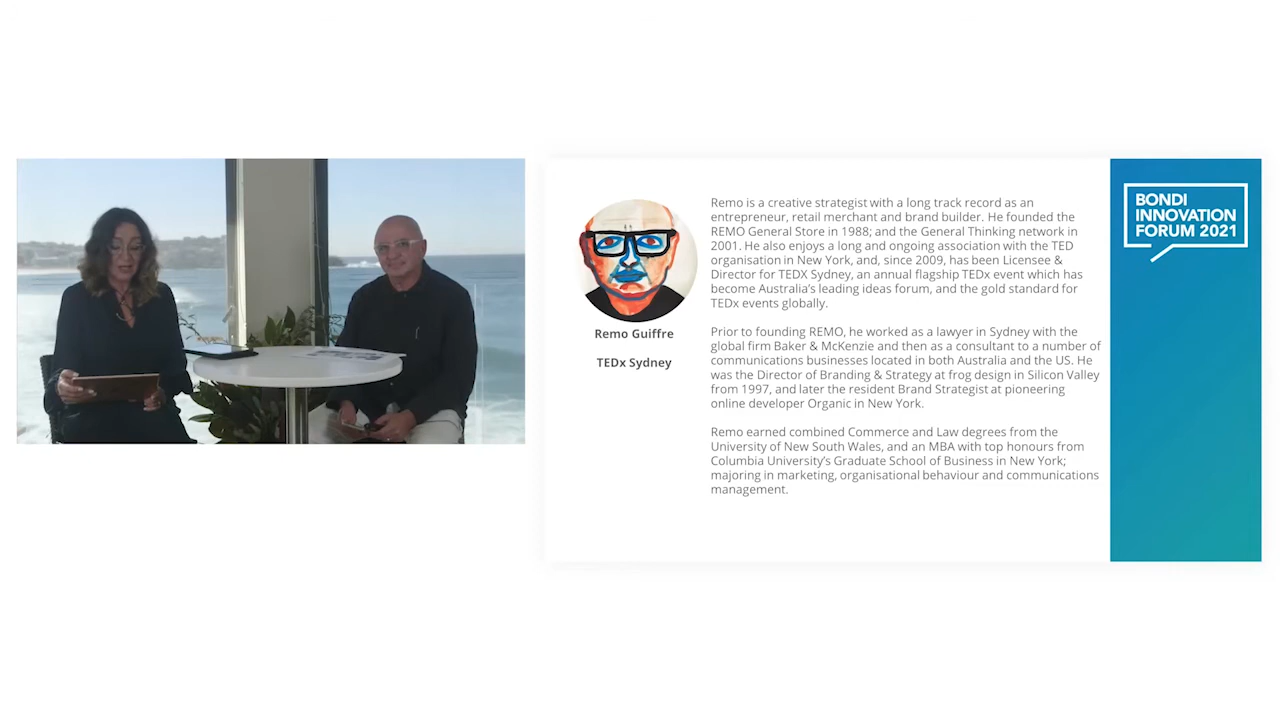 Remo Guiffre
TEDx Sydney
Remo is a creative strategist with a long track record as an
entrepreneur, retail merchant and brand builder. He founded the
REMO General Store in 1988; and the General Thinking network in
2001. He also enjoys a long and ongoing association with the TED
organisation in New York, and, since 2009, has been Licensee &
Director for TEDX Sydney, an annual flagship TEDx event which has
become Australia's leading ideas forum, and the gold standard for
TEDx events globally.
Prior to founding REMO, he worked as a lawyer in Sydney with the
global firm Baker & McKenzie and then as a consultant to a number of
communications businesses located in both Australia and the US. He
was the Director of Branding & Strategy at frog design in Silicon Valley
from 1997, and later the resident Brand Strategist at pioneering
online developer Organic in New York.
Remo earned combined Commerce and Law degrees from the
University of New South Wales, and an MBA with top honours from
Columbia University's Graduate School of Business in New York;
majoring in marketing, organisational behaviour and communications
management.
BONDI
INNOVATION
FORUM 2021